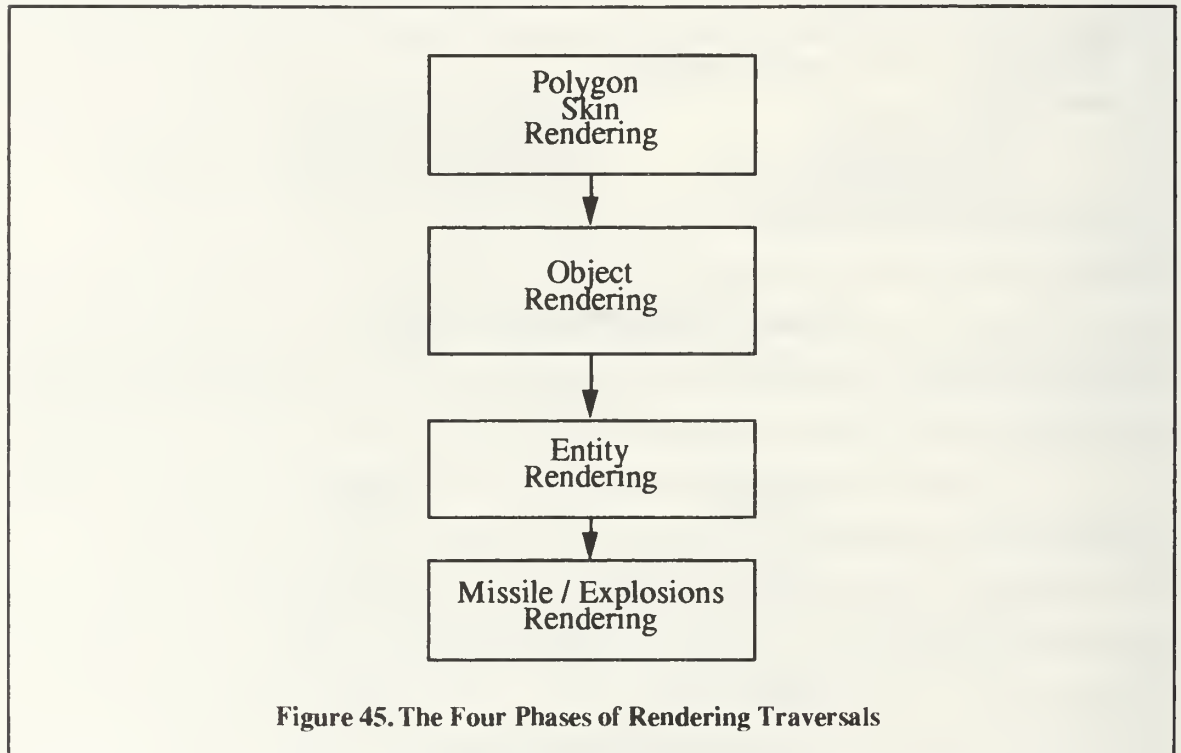 Polygon
Skin
Rendering
Object
Rendering
Entity
Rendering
Missile / Explosions
Rendering
Figure 45. The Four Phases of Rendering Traversals